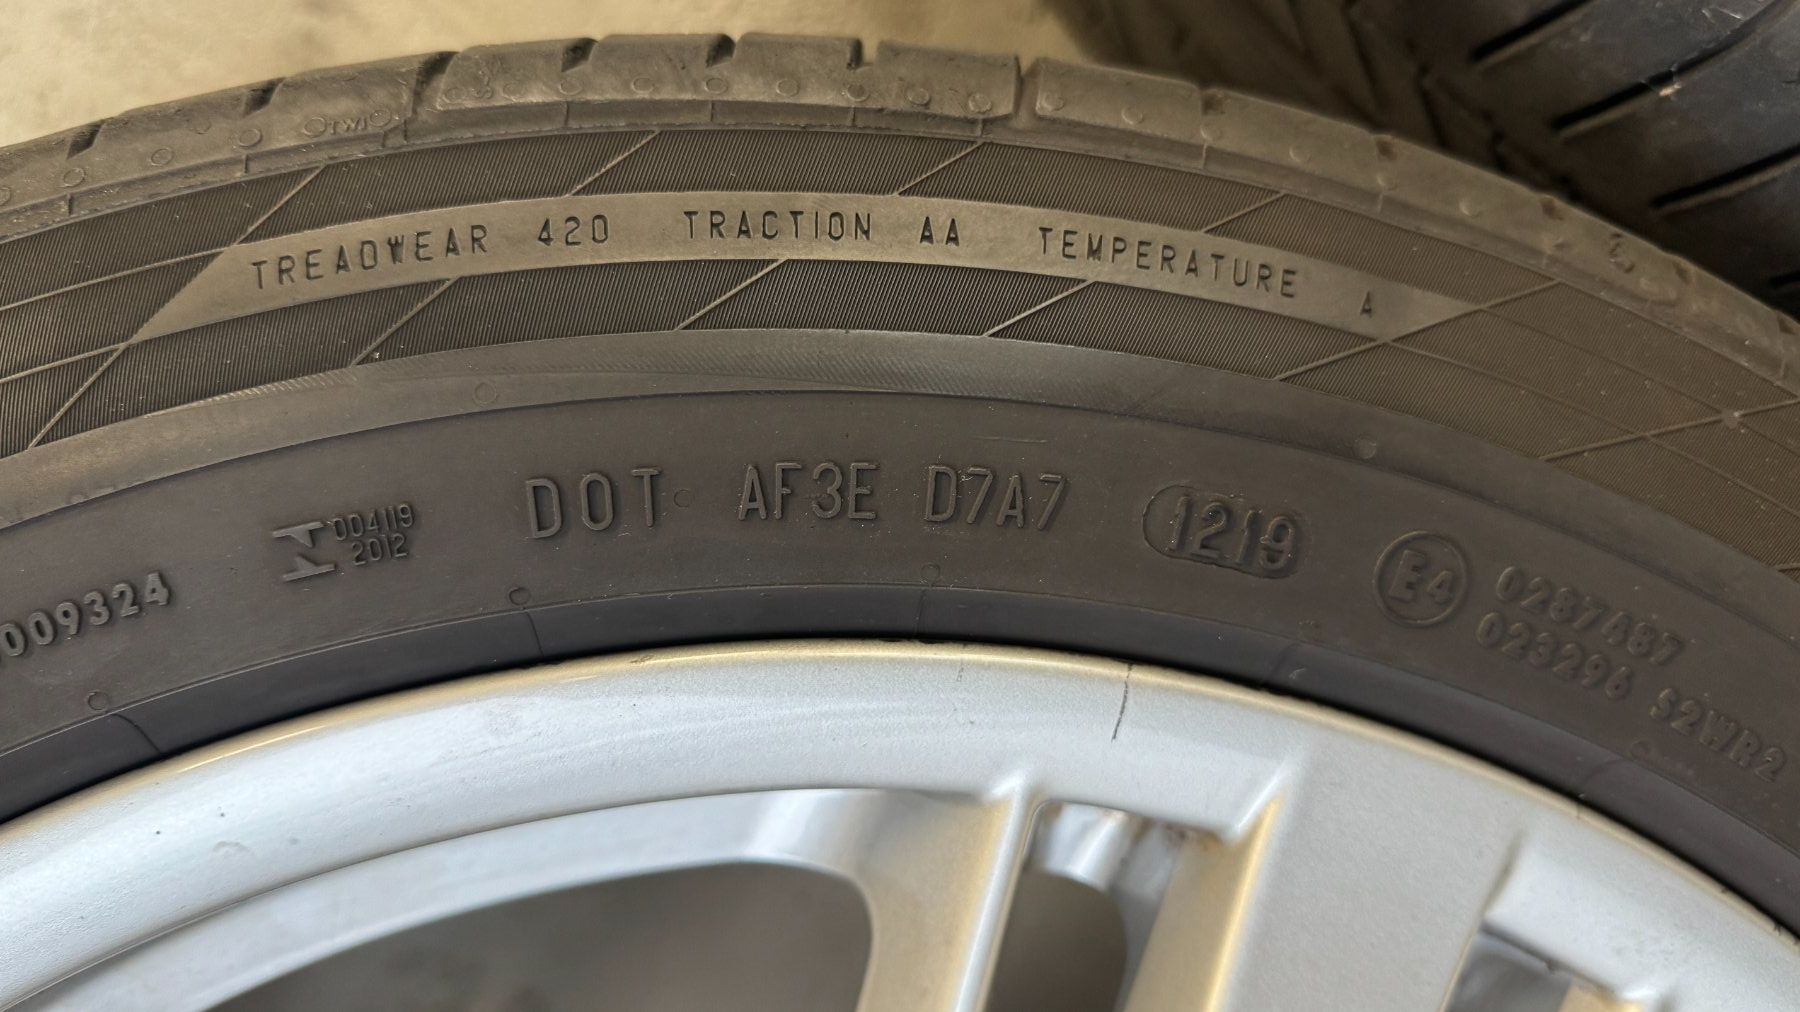 TWI
TREADWEAR 420 TRACTION AA TEMPERATURE A
DOT AF3E D7A7 1219
004119
2012
009324
E4
0287487
023296 S2WR2